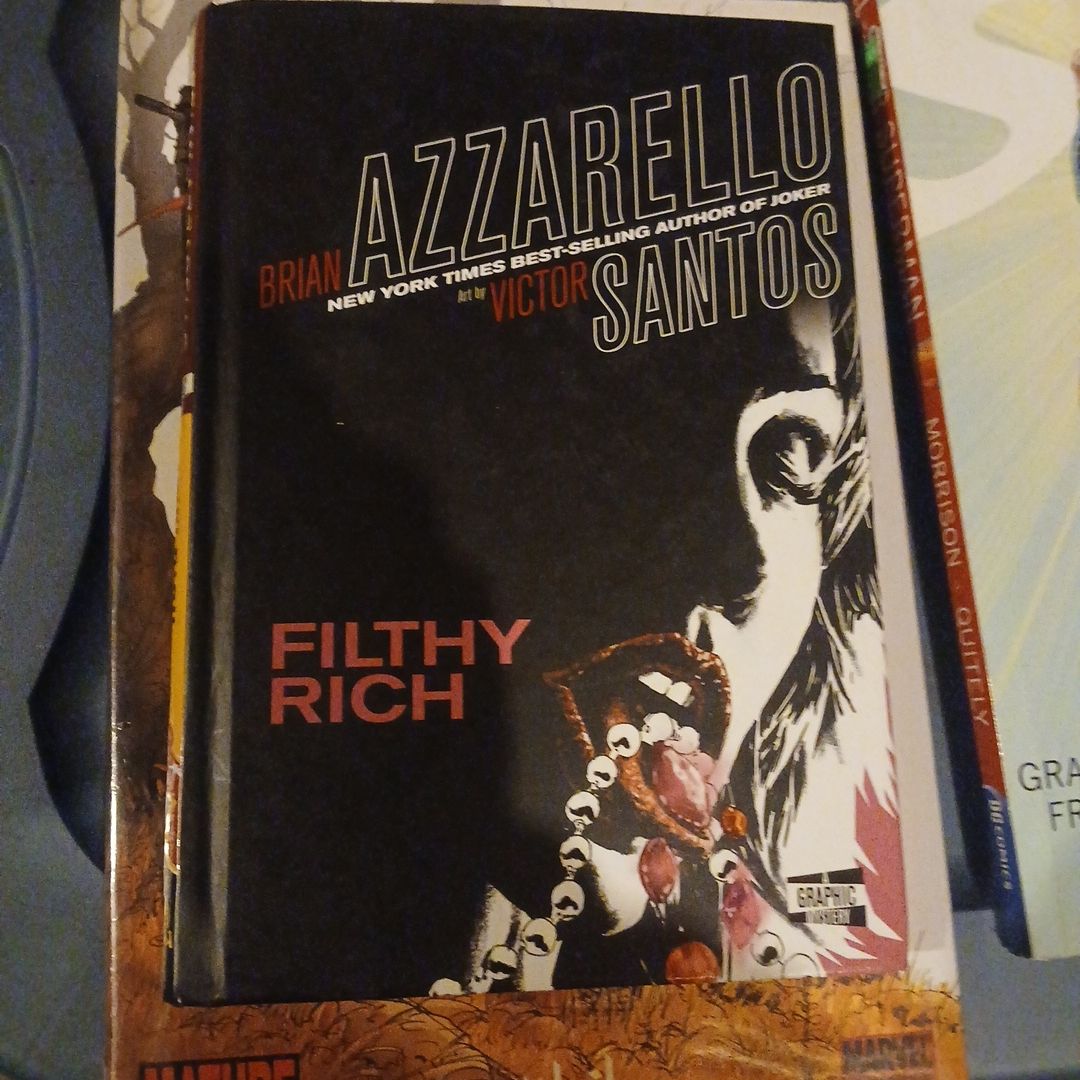 BRIAN AZZARELLO
NEW YORK TIMES BEST-SELLING AUTHOR OF JOKER
Art by VICTOR SANTOS
FILTHY
RICH
A
GRAPHIC
MYSTERY
SUPERMAN
MORRISON
QUITELY
DC COMICS
GRA
FR
MATURE
MARVEL